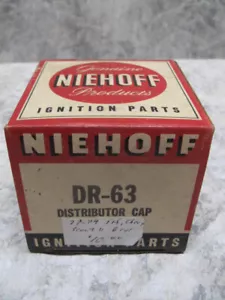 Genuine
NIEHOFF
Products
IGNITION PARTS
NIEHOFF
DR-63
DISTRIBUTOR CAP
IGNITION PARTS